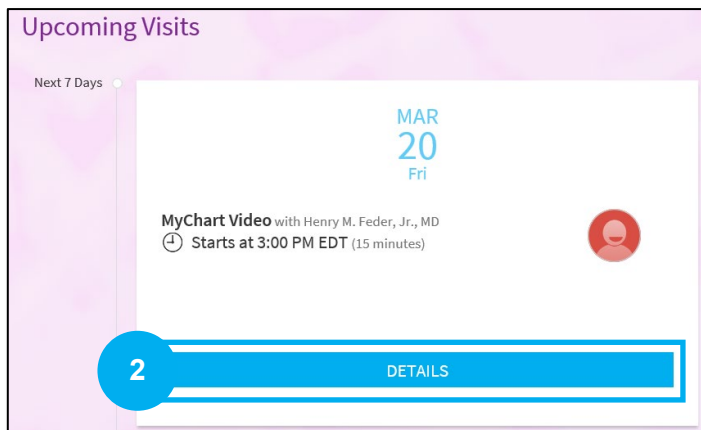 Upcoming Visits
Next 7 Days
MAR
20
Fri
MyChart Video with Henry M. Feder, Jr., MD
Starts at 3:00 PM EDT (15 minutes)
2
DETAILS